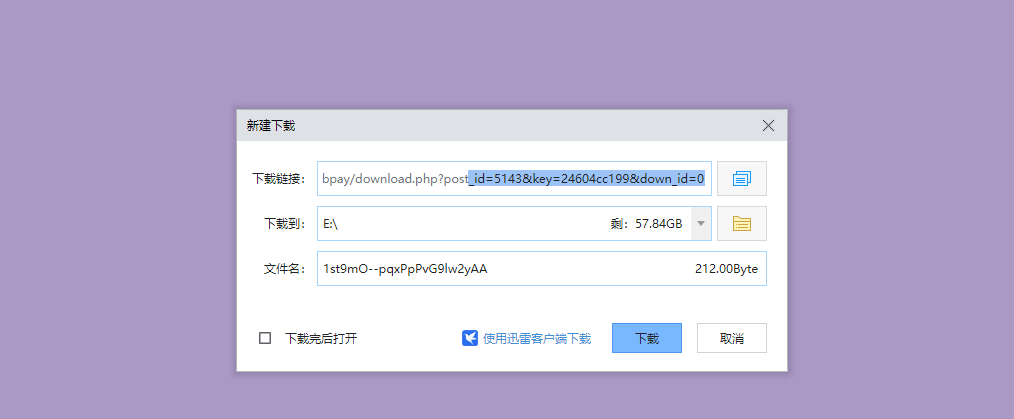 新建下载
下载链接： bpay/download.php?post_id=5143&key=24604cc199&down_id=0
下载到： E:\ 剩：57.84GB
文件名： 1st9mO--pqxPpPvG9lw2yAA 212.00Byte
下载完后打开 使用迅雷客户端下载 下载 取消